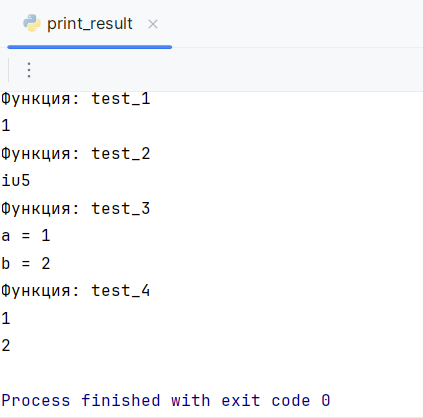 print_result
Функция: test_1
1
Функция: test_2
iu5
Функция: test_3
a = 1
b = 2
Функция: test_4
1
2
Process finished with exit code 0